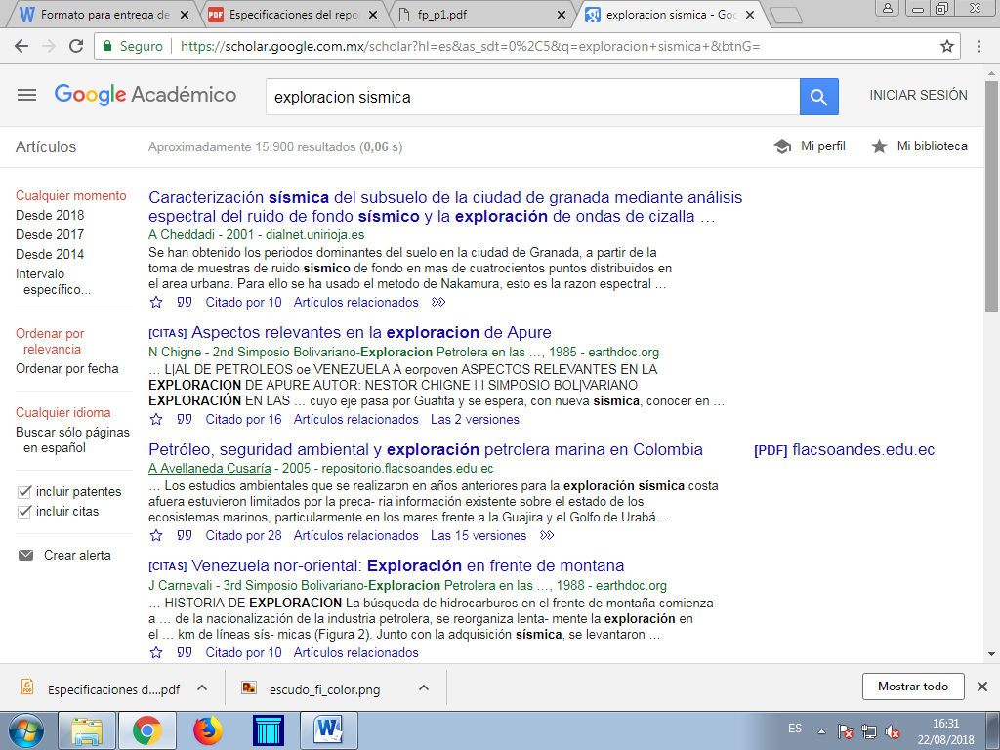 Formato para entrega de
Especificaciones del repo
fp_p1.pdf
exploracion sismica - Goo
Seguro
https://scholar.google.com.mx/scholar?hl=es&as_sdt=0%2C5&q=exploracion+sismica+&btnG=
Google Académico
exploracion sismica
INICIAR SESIÓN
Artículos
Aproximadamente 15.900 resultados (0,06 s)
Mi perfil
Mi biblioteca
Cualquier momento
Desde 2018
Desde 2017
Desde 2014
Intervalo
específico...
Ordenar por
relevancia
Ordenar por fecha
Cualquier idioma
Buscar sólo páginas
en español
incluir patentes
incluir citas
Crear alerta
Caracterización sísmica del subsuelo de la ciudad de granada mediante análisis
espectral del ruido de fondo sísmico y la exploración de ondas de cizalla …
A Cheddadi - 2001 - dialnet.unirioja.es
Se han obtenido los periodos dominantes del suelo en la ciudad de Granada, a partir de la
toma de muestras de ruido sismico de fondo en mas de cuatrocientos puntos distribuidos en
el area urbana. Para ello se ha usado el metodo de Nakamura, esto es la razon espectral …
Citado por 10 Artículos relacionados
[CITAS] Aspectos relevantes en la exploracion de Apure
N Chigne - 2nd Simposio Bolivariano-Exploracion Petrolera en las …, 1985 - earthdoc.org
… L|AL DE PETROLEOS oe VENEZUELA A eorpoven ASPECTOS RELEVANTES EN LA
EXPLORACION DE APURE AUTOR: NESTOR CHIGNE I I SIMPOSIO BOL|VARIANO
EXPLORACIÓN EN LAS … cuyo eje pasa por Guafita y se espera, con nueva sismica, conocer en …
Citado por 16 Artículos relacionados Las 2 versiones
Petróleo, seguridad ambiental y exploración petrolera marina en Colombia
[PDF] flacsoandes.edu.ec
A Avellaneda Cusaría - 2005 - repositorio.flacsoandes.edu.ec
… Los estudios ambientales que se realizaron en años anteriores para la exploración sísmica costa
afuera estuvieron limitados por la preca- ria información existente sobre el estado de los
ecosistemas marinos, particularmente en los mares frente a la Guajira y el Golfo de Urabá …
Citado por 28 Artículos relacionados Las 15 versiones
[CITAS] Venezuela nor-oriental: Exploración en frente de montana
J Carnevali - 3rd Simposio Bolivariano-Exploracion Petrolera en las …, 1988 - earthdoc.org
… HISTORIA DE EXPLORACION La búsqueda de hidrocarburos en el frente de montaña comienza
a … de la nacionalización de la industria petrolera, se reorganiza lenta- mente la exploración en
el … km de líneas sís- micas (Figura 2). Junto con la adquisición sísmica, se levantaron …
Citado por 10 Artículos relacionados
Especificaciones d....pdf
escudo_fi_color.png
Mostrar todo
ES
16:31
22/08/2018